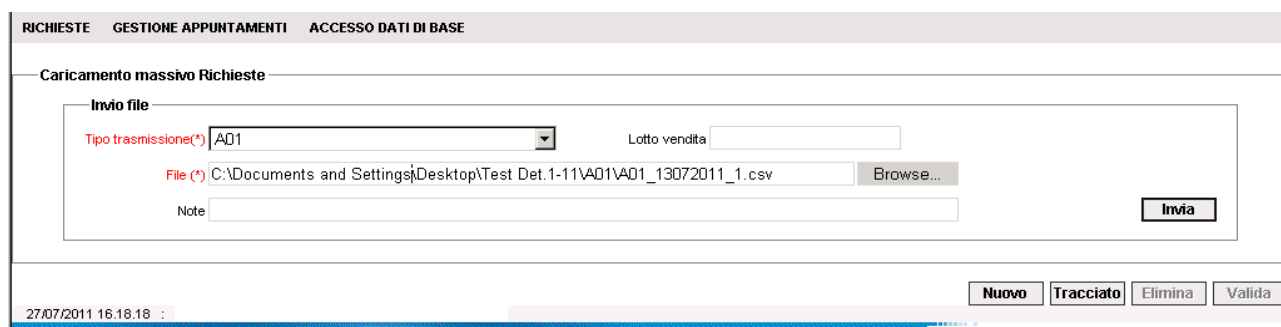 RICHIESTE GESTIONE APPUNTAMENTI ACCESSO DATI DI BASE
Caricamento massivo Richieste
Invio file
Tipo trasmissione(*) A01 Lotto vendita
File (*) C:\Documents and Settings\Desktop\Test Det.1-11\A01\A01_13072011_1.csv Browse...
Note Invia
Nuovo Tracciato Elimina Valida
27/07/2011 16.18.18 :